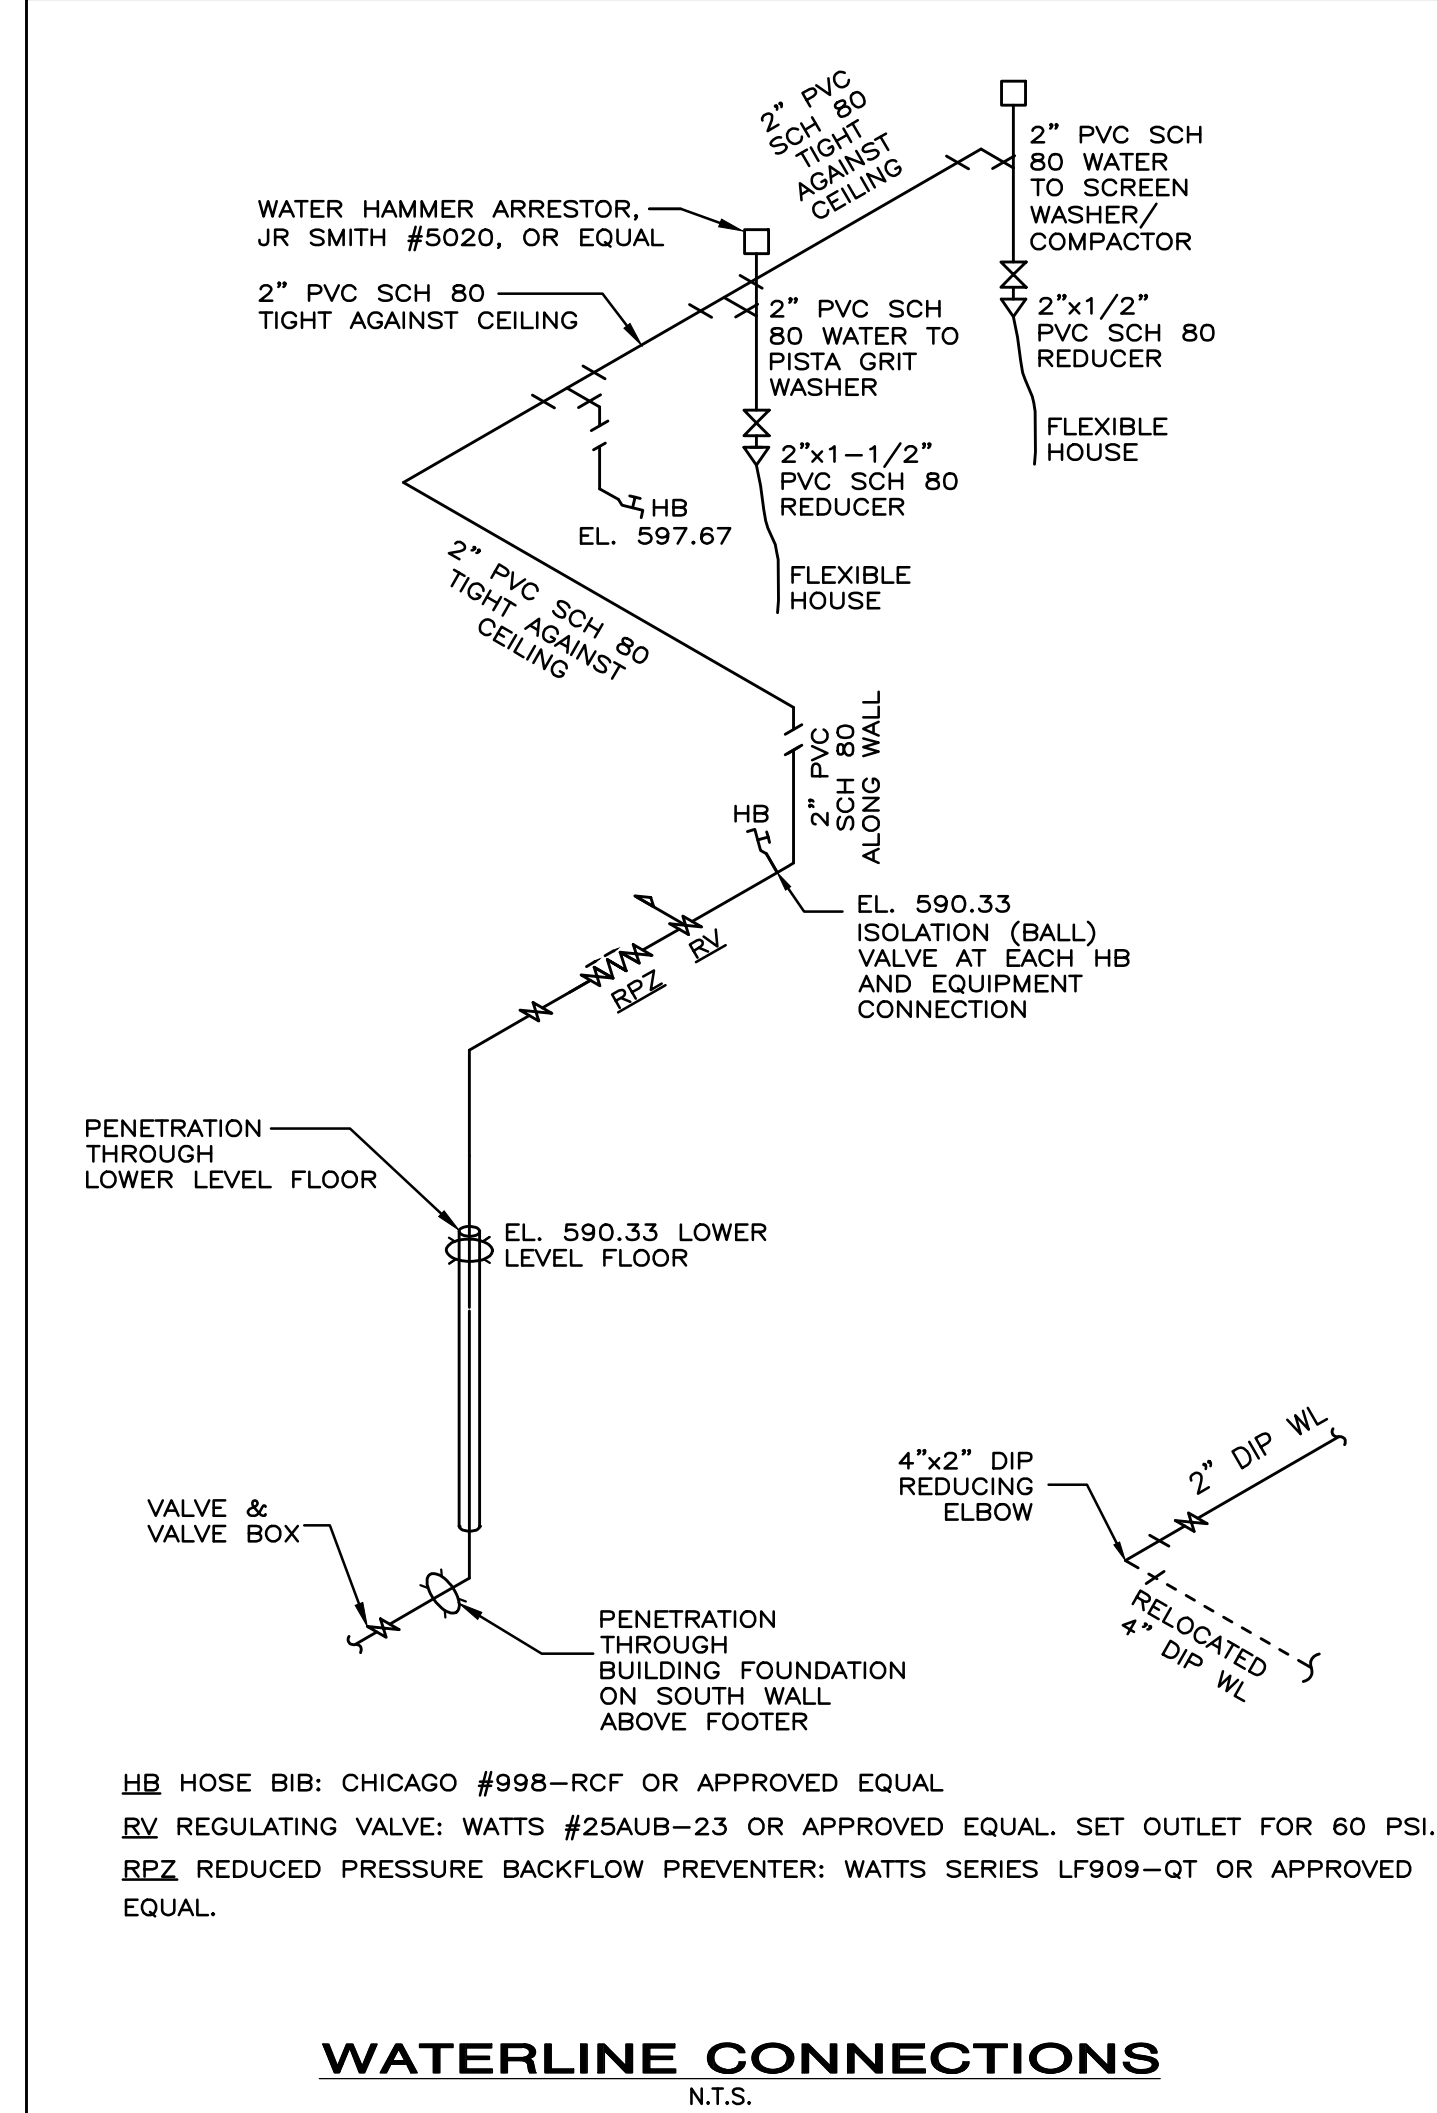 2" PVC
SCH 80
TIGHT
AGAINST
CEILING
2" PVC SCH
80 WATER
TO SCREEN
WASHER/
COMPACTOR
WATER HAMMER ARRESTOR,
JR SMITH #5020, OR EQUAL
2" PVC SCH 80
TIGHT AGAINST CEILING
2" PVC SCH
80 WATER TO
PISTA GRIT
WASHER
2"x1/2"
PVC SCH 80
REDUCER
FLEXIBLE
HOUSE
2"x1-1/2"
PVC SCH 80
REDUCER
HB
EL. 597.67
FLEXIBLE
HOUSE
2" PVC SCH 80
TIGHT AGAINST
CEILING
2" PVC
SCH 80
ALONG WALL
HB
EL. 590.33
ISOLATION (BALL)
VALVE AT EACH HB
AND EQUIPMENT
CONNECTION
RV
RPZ
PENETRATION
THROUGH
LOWER LEVEL FLOOR
EL. 590.33 LOWER
LEVEL FLOOR
VALVE &
VALVE BOX
PENETRATION
THROUGH
BUILDING FOUNDATION
ON SOUTH WALL
ABOVE FOOTER
4"x2" DIP
REDUCING
ELBOW
2" DIP WL
RELOCATED
4" DIP WL
HB HOSE BIB: CHICAGO #998-RCF OR APPROVED EQUAL
RV REGULATING VALVE: WATTS #25AUB-23 OR APPROVED EQUAL. SET OUTLET FOR 60 PSI.
RPZ REDUCED PRESSURE BACKFLOW PREVENTER: WATTS SERIES LF909-QT OR APPROVED
EQUAL.
WATERLINE CONNECTIONS
N.T.S.